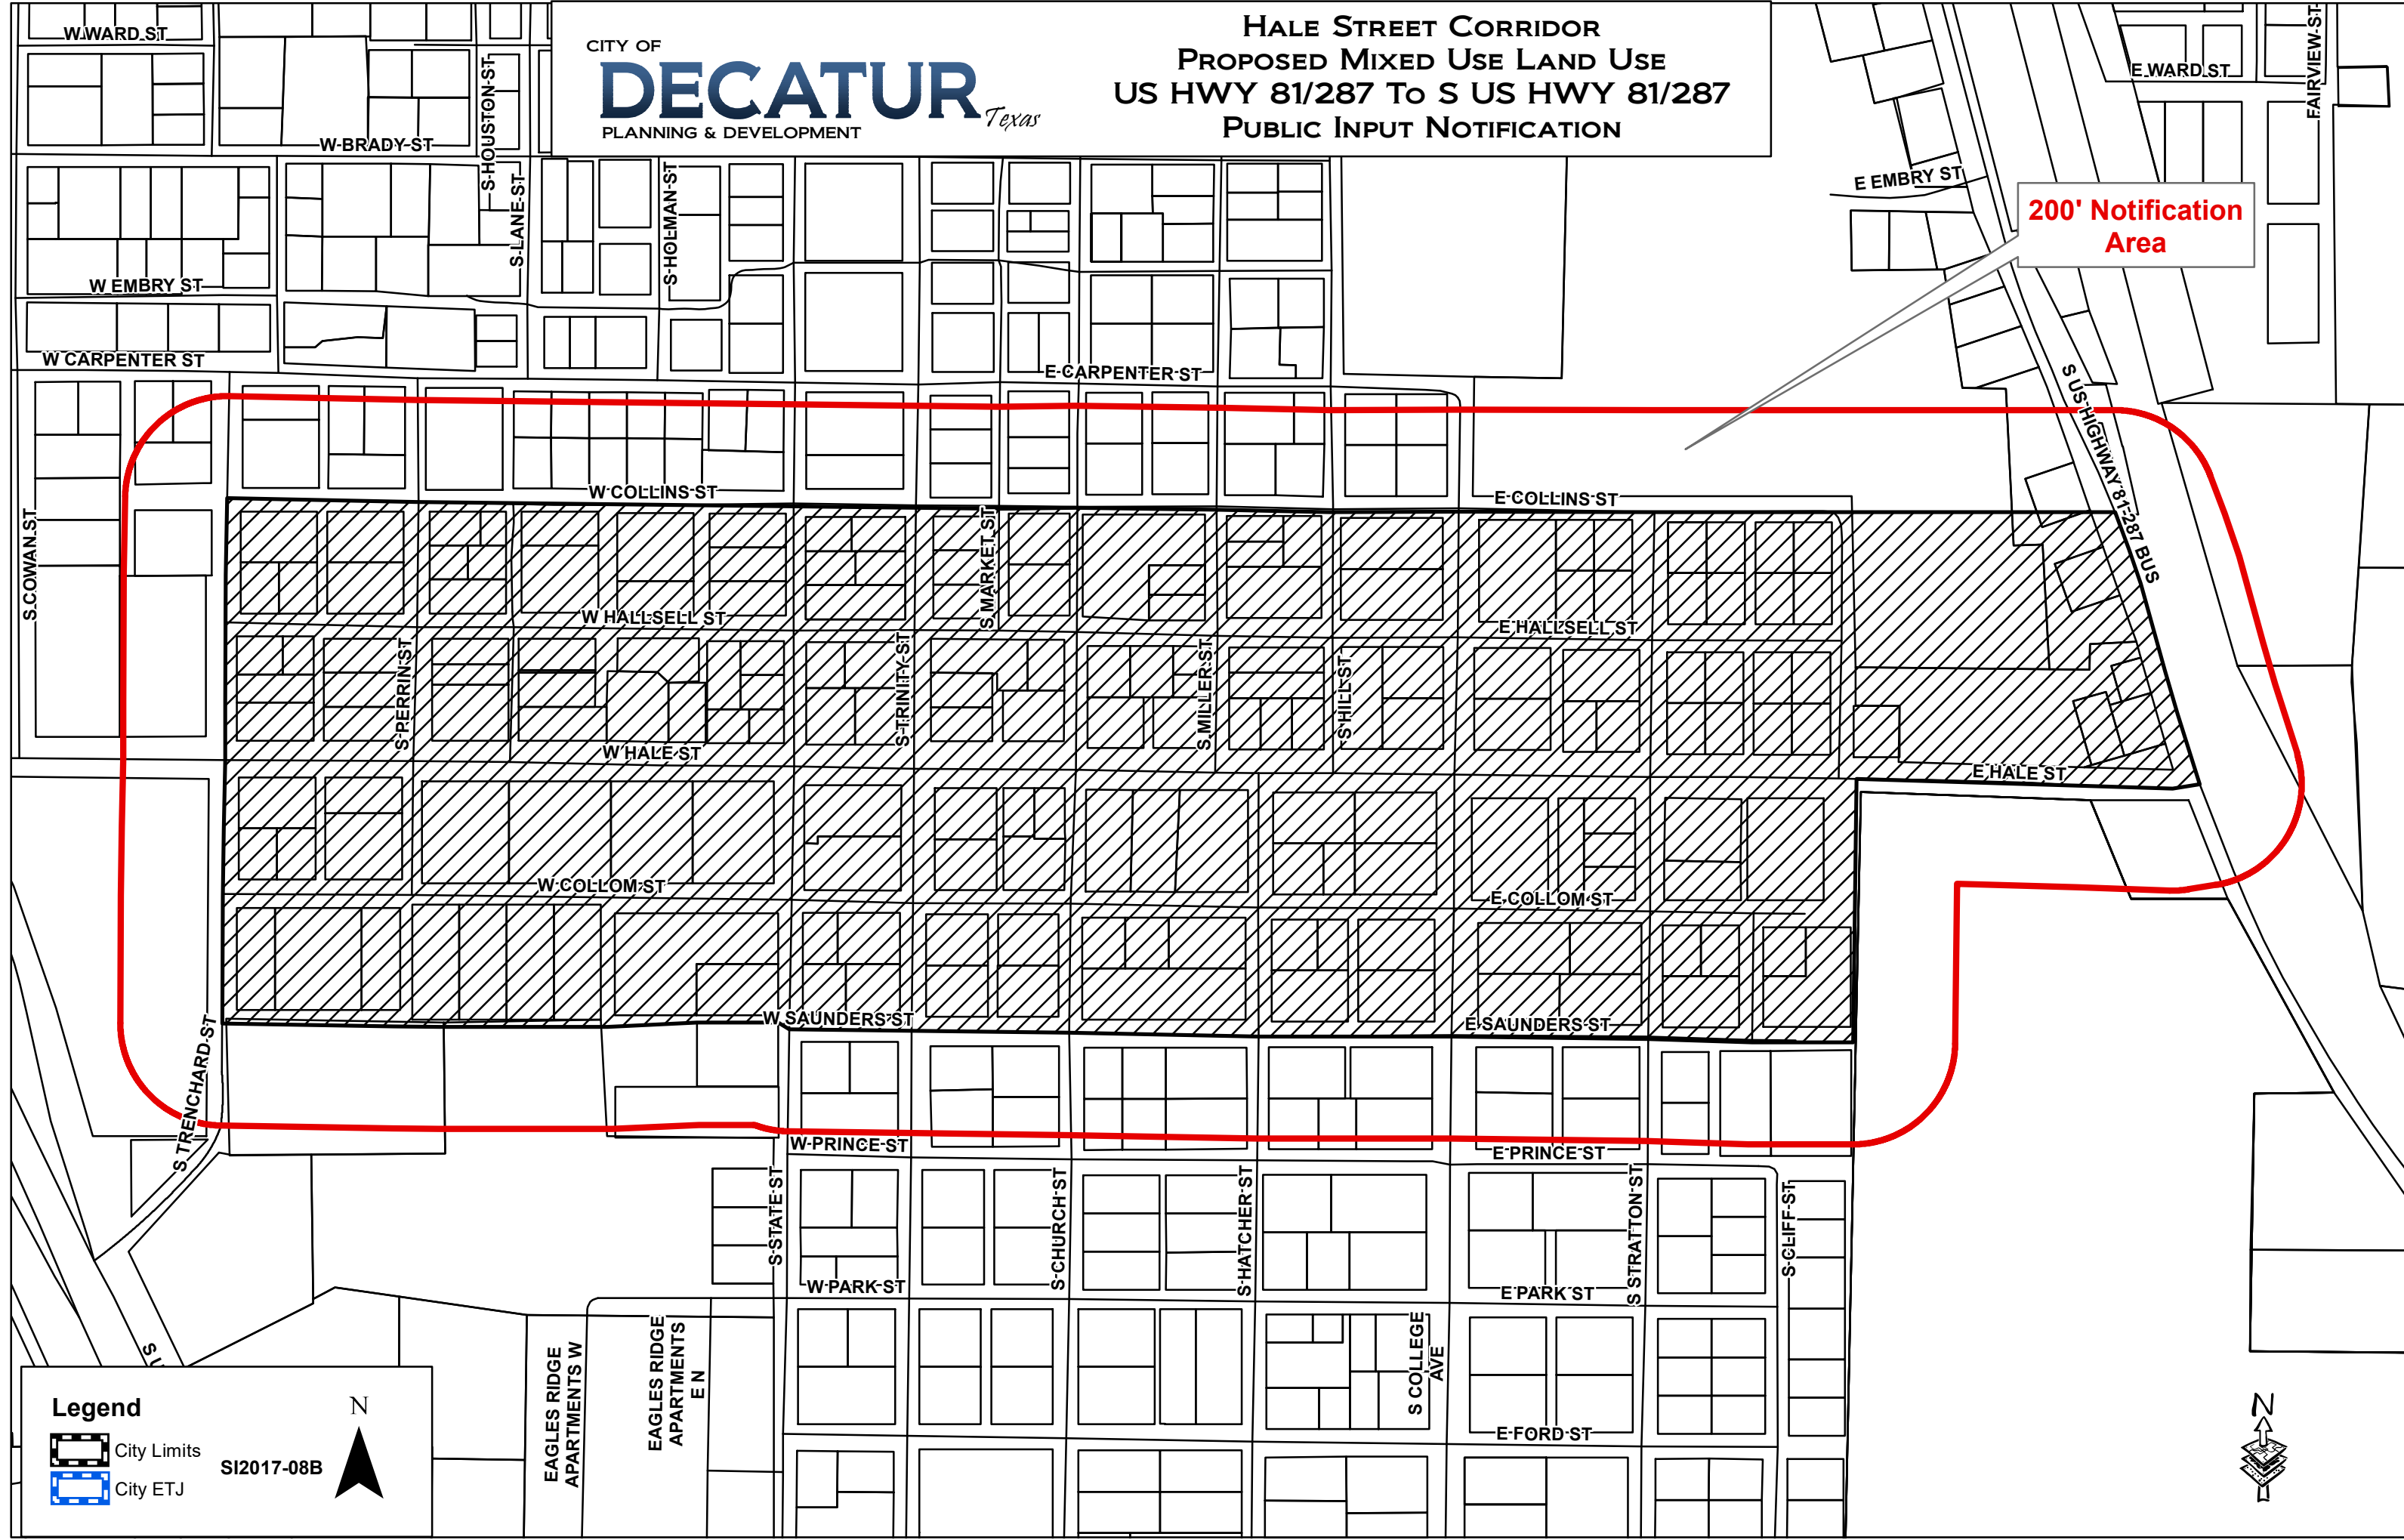 CITY OF
DECATUR
Texas
PLANNING & DEVELOPMENT
HALE STREET CORRIDOR
PROPOSED MIXED USE LAND USE
US HWY 81/287 TO S US HWY 81/287
PUBLIC INPUT NOTIFICATION
W WARD ST
E WARD ST
FAIRVIEW ST
S HOUSTON ST
W BRADY ST
S LANE ST
S HOLMAN ST
E EMBRY ST
200' Notification
Area
W EMBRY ST
W CARPENTER ST
E CARPENTER ST
S US HIGHWAY 81-287 BUS
W COLLINS ST
E COLLINS ST
S COWAN ST
S MARKET ST
W HALLSELL ST
E HALLSELL ST
S PERRIN ST
S TRINITY ST
S MILLER ST
S HILL ST
W HALE ST
E HALE ST
W COLLOM ST
E COLLOM ST
W SAUNDERS ST
E SAUNDERS ST
S TRENCHARD ST
W PRINCE ST
E PRINCE ST
S STATE ST
S CHURCH ST
S HATCHER ST
S STRATTON ST
S CLIFF ST
W PARK ST
E PARK ST
S U
EAGLES RIDGE
APARTMENTS W
EAGLES RIDGE
APARTMENTS
E N
S COLLEGE
AVE
E FORD ST
Legend
City Limits
City ETJ
SI2017-08B
N
N